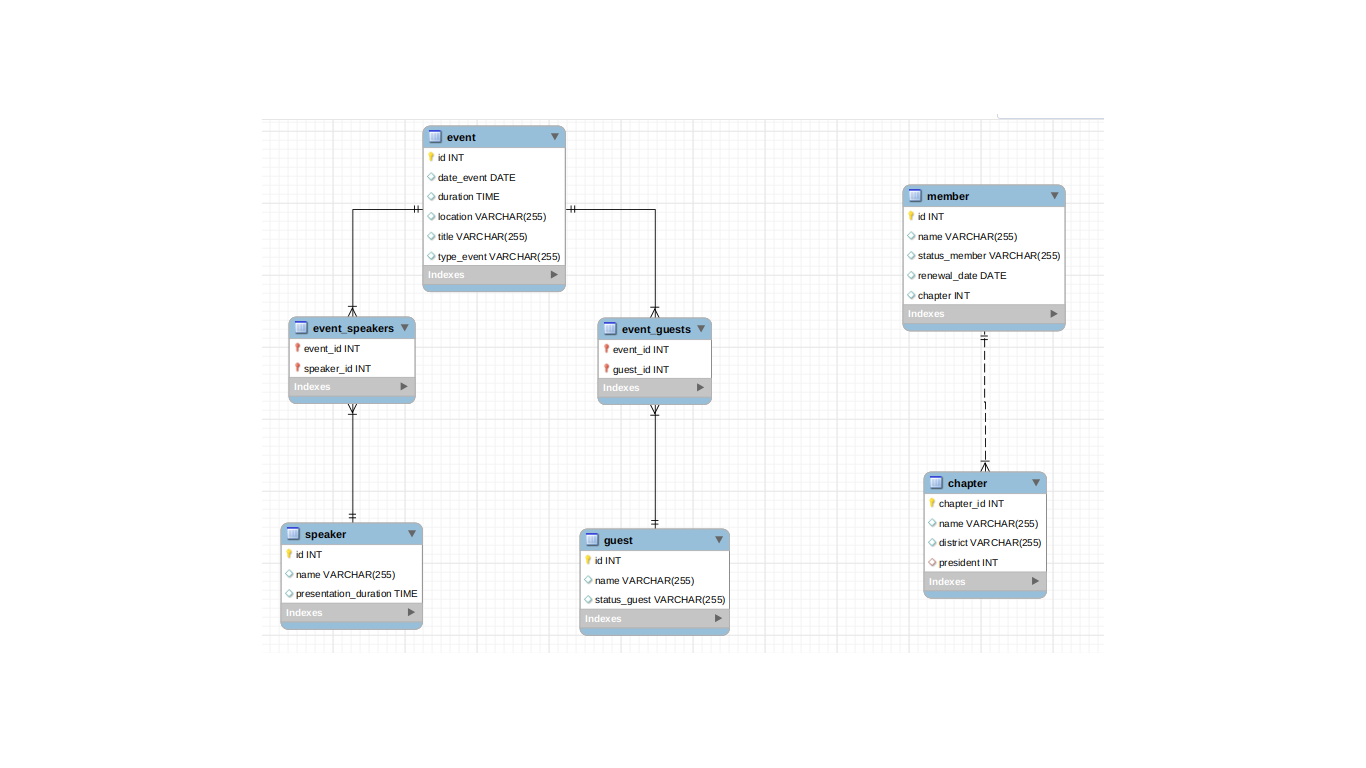 event
id INT
date_event DATE
duration TIME
location VARCHAR(255)
title VARCHAR(255)
type_event VARCHAR(255)
Indexes
member
id INT
name VARCHAR(255)
status_member VARCHAR(255)
renewal_date DATE
chapter INT
Indexes
event_speakers
event_id INT
speaker_id INT
Indexes
event_guests
event_id INT
guest_id INT
Indexes
chapter
chapter_id INT
name VARCHAR(255)
district VARCHAR(255)
president INT
Indexes
speaker
id INT
name VARCHAR(255)
presentation_duration TIME
Indexes
guest
id INT
name VARCHAR(255)
status_guest VARCHAR(255)
Indexes